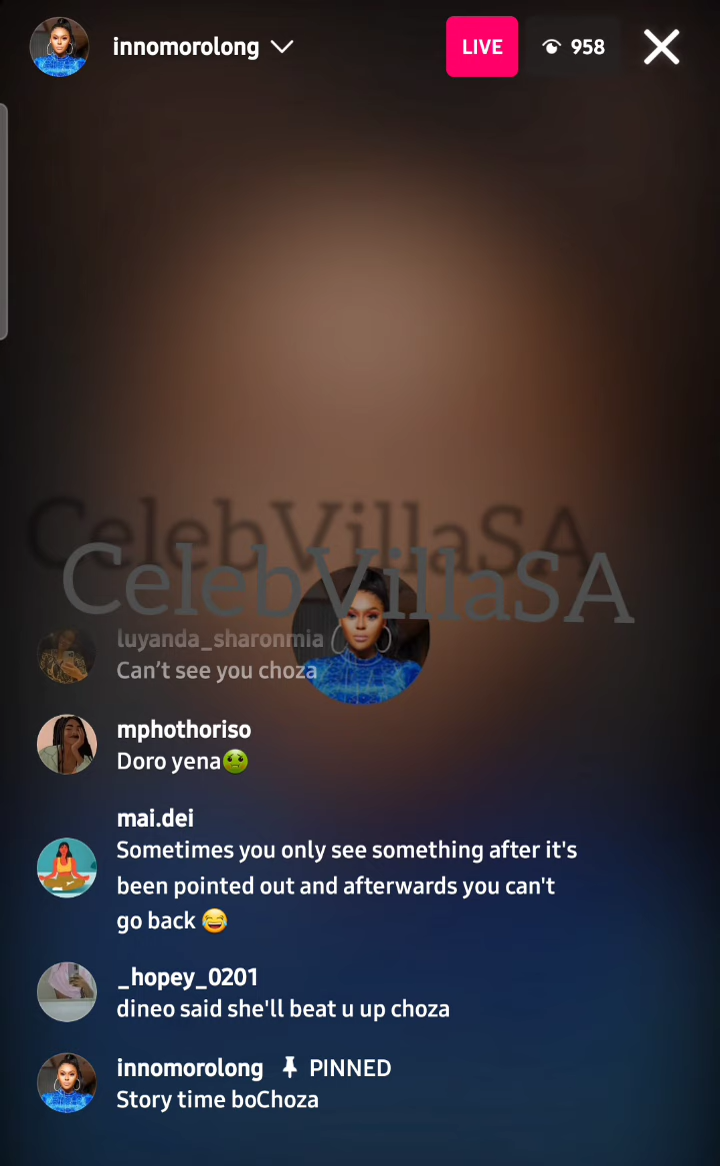 innomorolong
LIVE
958
CelebVillaSA
CelebVillaSA
luyanda_sharonmia
Can’t see you choza
mphothoriso
Doro yena🤢
mai.dei
Sometimes you only see something after it's
been pointed out and afterwards you can't
go back 😂
_hopey_0201
dineo said she'll beat u up choza
innomorolong PINNED
Story time boChoza